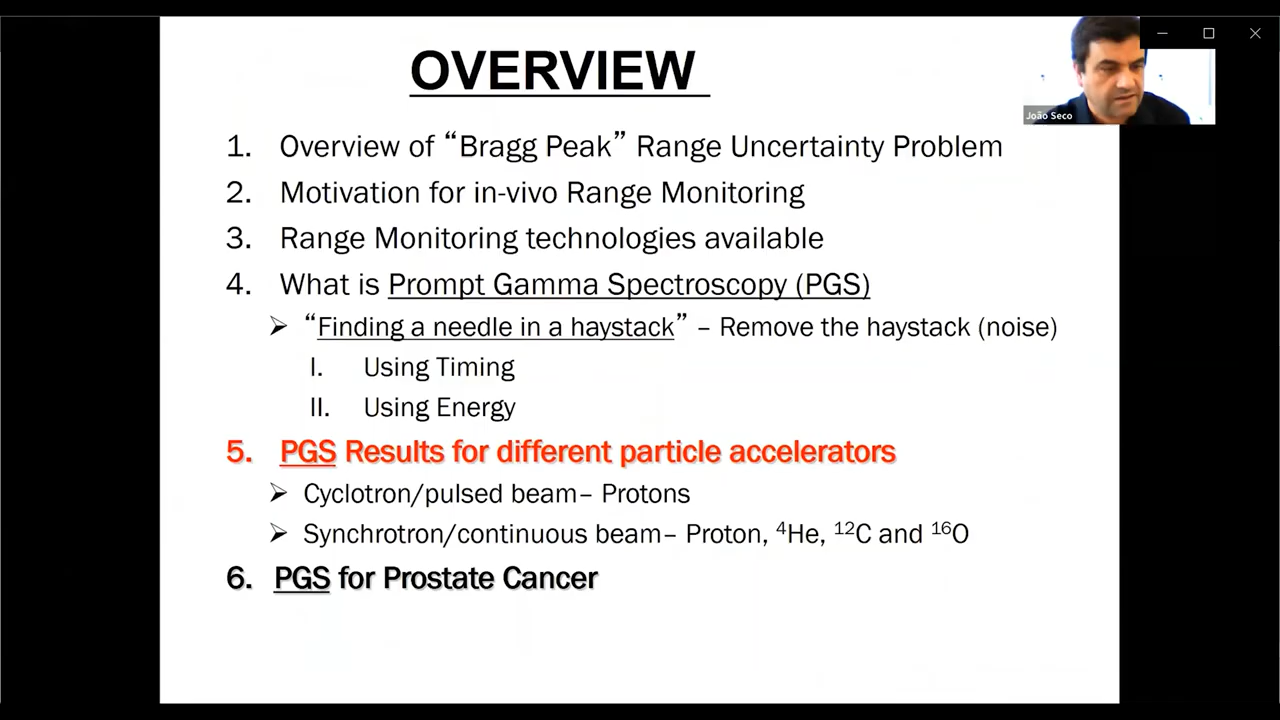 OVERVIEW
João Seco
1. Overview of “Bragg Peak” Range Uncertainty Problem
2. Motivation for in-vivo Range Monitoring
3. Range Monitoring technologies available
4. What is Prompt Gamma Spectroscopy (PGS)
➢ “Finding a needle in a haystack” – Remove the haystack (noise)
I. Using Timing
II. Using Energy
5. PGS Results for different particle accelerators
➢ Cyclotron/pulsed beam– Protons
➢ Synchrotron/continuous beam– Proton, ⁴He, ¹²C and ¹⁶O
6. PGS for Prostate Cancer